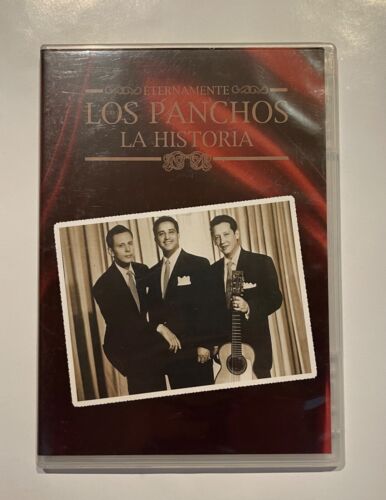 ETERNAMENTE
LOS PANCHOS
LA HISTORIA